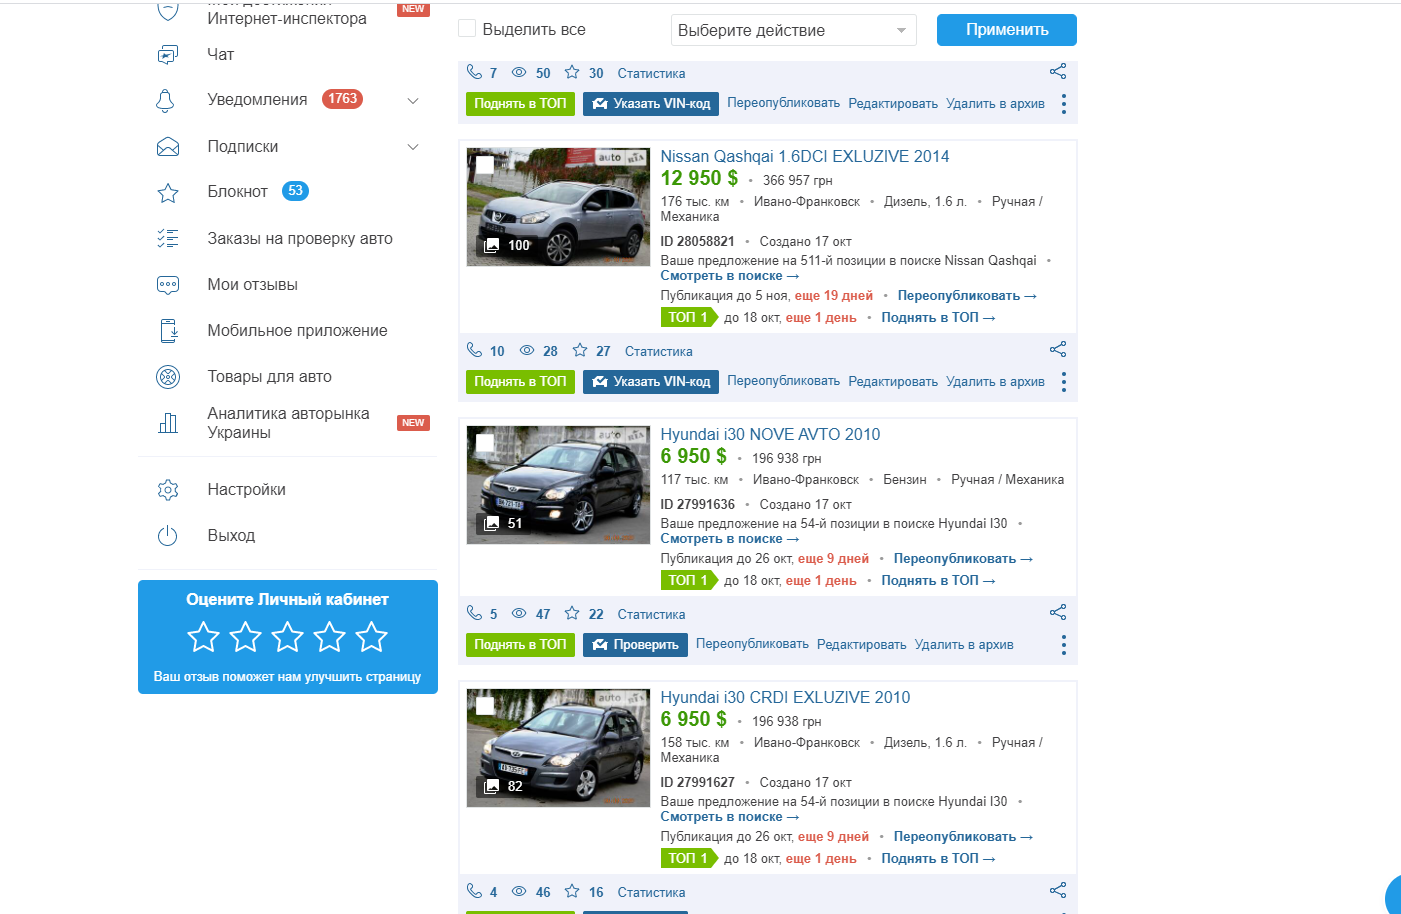 Интернет-инспектора
NEW
Чат
Уведомления 1763
Подписки
Блокнот 53
Заказы на проверку авто
Мои отзывы
Мобильное приложение
Товары для авто
Аналитика авторынка
Украины
NEW
Настройки
Выход
Оцените Личный кабинет
Ваш отзыв поможет нам улучшить страницу
Выделить все
Выберите действие
Применить
7 50 30 Статистика
Поднять в ТОП Указать VIN-код Переопубликовать Редактировать Удалить в архив
auto RIA
100
Nissan Qashqai 1.6DCI EXLUZIVE 2014
12 950 $ • 366 957 грн
176 тыс. км • Ивано-Франковск • Дизель, 1.6 л. • Ручная /
Механика
ID 28058821 • Создано 17 окт
Ваше предложение на 511-й позиции в поиске Nissan Qashqai •
Смотреть в поиске →
Публикация до 5 ноя, еще 19 дней • Переопубликовать →
ТОП 1 до 18 окт, еще 1 день • Поднять в ТОП →
10 28 27 Статистика
Поднять в ТОП Указать VIN-код Переопубликовать Редактировать Удалить в архив
auto RIA
51
Hyundai i30 NOVE AVTO 2010
6 950 $ • 196 938 грн
117 тыс. км • Ивано-Франковск • Бензин • Ручная / Механика
ID 27991636 • Создано 17 окт
Ваше предложение на 54-й позиции в поиске Hyundai I30 •
Смотреть в поиске →
Публикация до 26 окт, еще 9 дней • Переопубликовать →
ТОП 1 до 18 окт, еще 1 день • Поднять в ТОП →
5 47 22 Статистика
Поднять в ТОП Проверить Переопубликовать Редактировать Удалить в архив
auto RIA
82
Hyundai i30 CRDI EXLUZIVE 2010
6 950 $ • 196 938 грн
158 тыс. км • Ивано-Франковск • Дизель, 1.6 л. • Ручная /
Механика
ID 27991627 • Создано 17 окт
Ваше предложение на 54-й позиции в поиске Hyundai I30 •
Смотреть в поиске →
Публикация до 26 окт, еще 9 дней • Переопубликовать →
ТОП 1 до 18 окт, еще 1 день • Поднять в ТОП →
4 46 16 Статистика